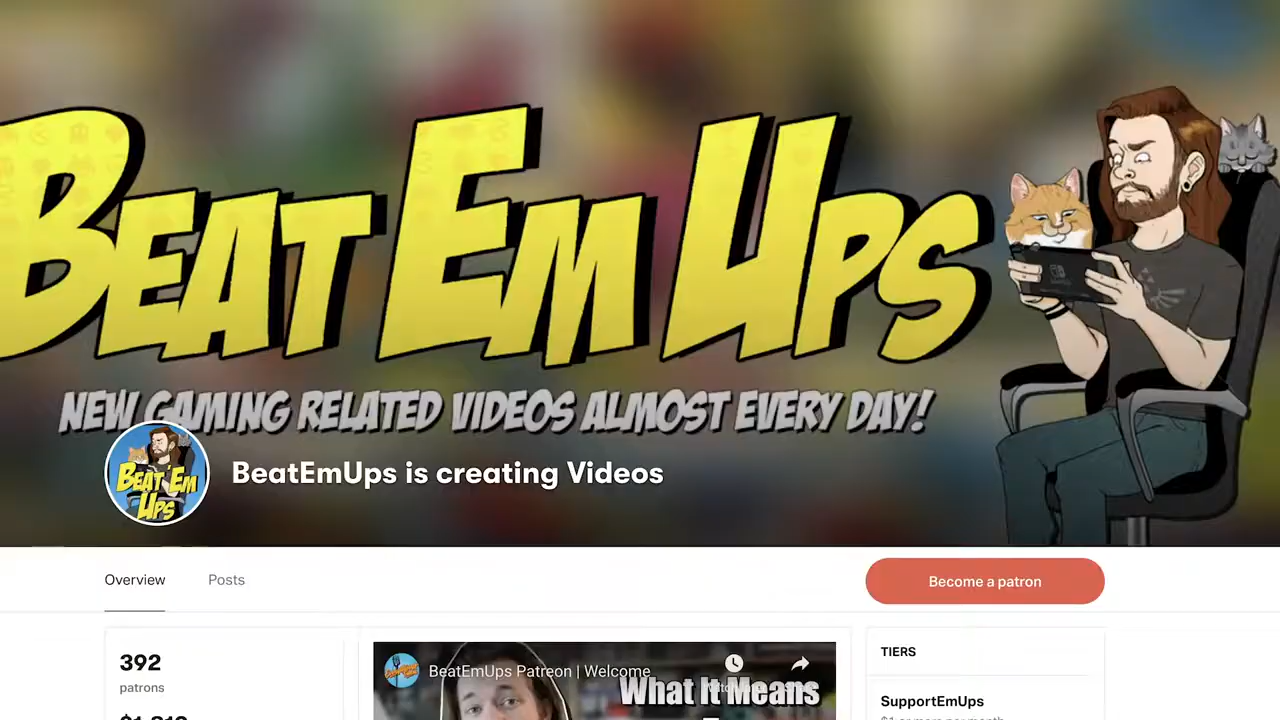 BEAT EM UPS
NEW GAMING RELATED VIDEOS ALMOST EVERY DAY!
BEAT EM
UPS
BeatEmUps is creating Videos
Overview
Posts
Become a patron
392
patrons
BeatEmUps Patreon | Welcome
What It Means
TIERS
SupportEmUps